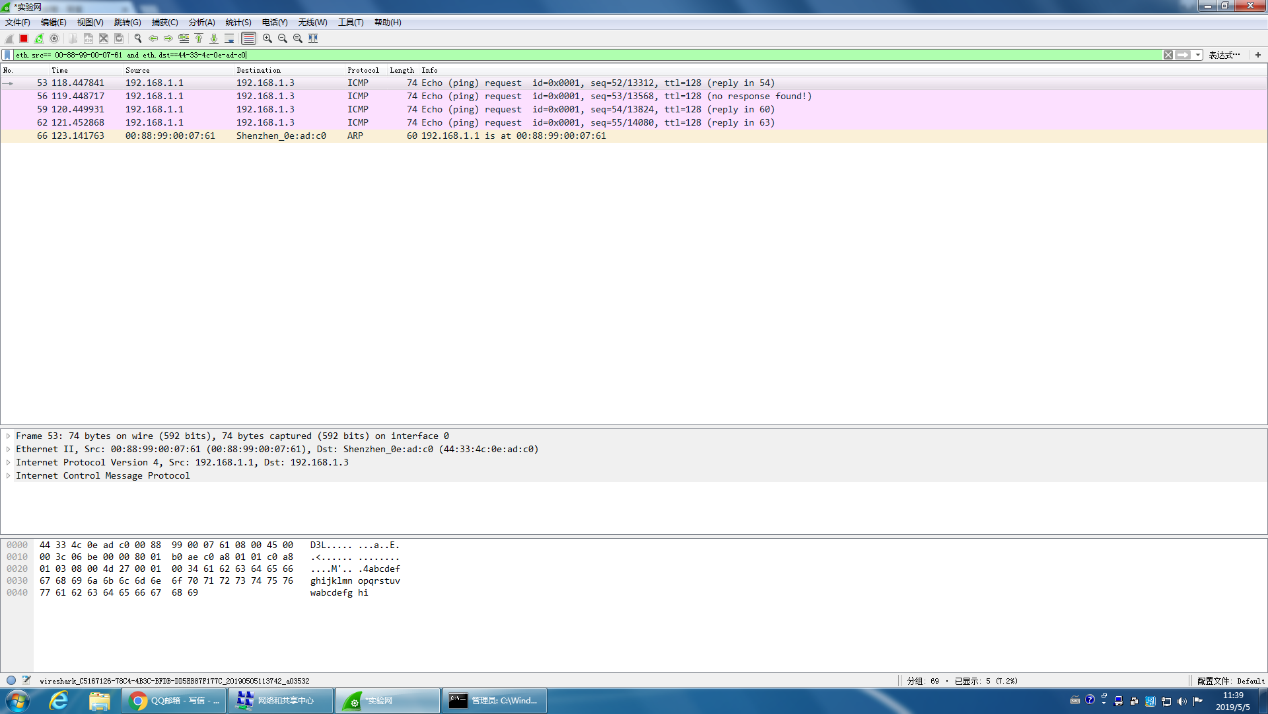 *实验网
文件(F) 编辑(E) 视图(V) 跳转(G) 捕获(C) 分析(A) 统计(S) 电话(Y) 无线(W) 工具(T) 帮助(H)
eth.src== 00-88-99-00-07-61 and eth.dst==44-33-4c-0e-ad-c0 表达式… +
No. Time Source Destination Protocol Length Info
53 118.447841 192.168.1.1 192.168.1.3 ICMP 74 Echo (ping) request id=0x0001, seq=52/13312, ttl=128 (reply in 54)
56 119.448717 192.168.1.1 192.168.1.3 ICMP 74 Echo (ping) request id=0x0001, seq=53/13568, ttl=128 (no response found!)
59 120.449931 192.168.1.1 192.168.1.3 ICMP 74 Echo (ping) request id=0x0001, seq=54/13824, ttl=128 (reply in 60)
62 121.452868 192.168.1.1 192.168.1.3 ICMP 74 Echo (ping) request id=0x0001, seq=55/14080, ttl=128 (reply in 63)
66 123.141763 00:88:99:00:07:61 Shenzhen_0e:ad:c0 ARP 60 192.168.1.1 is at 00:88:99:00:07:61
Frame 53: 74 bytes on wire (592 bits), 74 bytes captured (592 bits) on interface 0
Ethernet II, Src: 00:88:99:00:07:61 (00:88:99:00:07:61), Dst: Shenzhen_0e:ad:c0 (44:33:4c:0e:ad:c0)
Internet Protocol Version 4, Src: 192.168.1.1, Dst: 192.168.1.3
Internet Control Message Protocol
0000 44 33 4c 0e ad c0 00 88 99 00 07 61 08 00 45 00 D3L..... ...a..E.
0010 00 3c 06 be 00 00 80 01 b0 ae c0 a8 01 01 c0 a8 .<...... ........
0020 01 03 08 00 4d 27 00 01 00 34 61 62 63 64 65 66 ....M'.. .4abcdef
0030 67 68 69 6a 6b 6c 6d 6e 6f 70 71 72 73 74 75 76 ghijklmn opqrstuv
0040 77 61 62 63 64 65 66 67 68 69 wabcdefg hi
wireshark_C5167126-78C4-4B3C-BFDB-DD5BB87F177C_20190505113742_a03532 分组: 69 · 已显示: 5 (7.2%) 配置文件: Default
QQ邮箱 - 写信 - ... 网络和共享中心 *实验网 管理员: C:\Wind...
11:39
2019/5/5